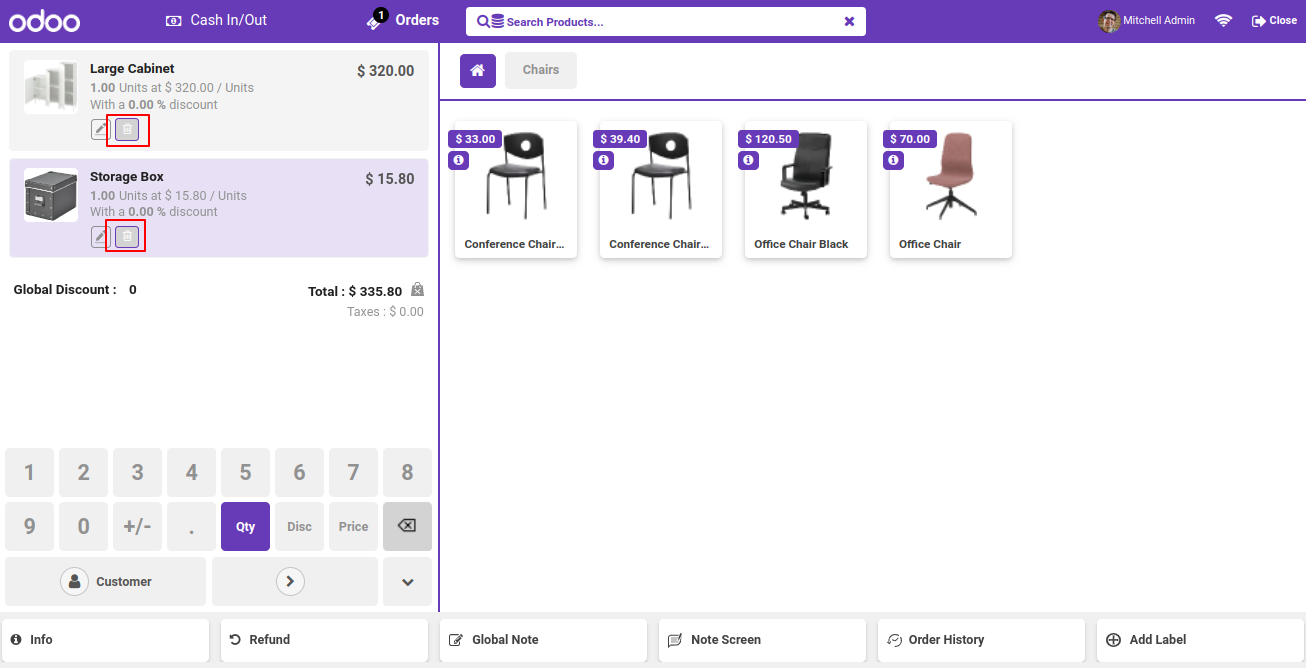 odoo
Cash In/Out
1
Orders
Search Products...
Mitchell Admin
Close
Large Cabinet
$ 320.00
1.00 Units at $ 320.00 / Units
With a 0.00 % discount
Storage Box
$ 15.80
1.00 Units at $ 15.80 / Units
With a 0.00 % discount
Global Discount : 0
Total : $ 335.80
Taxes : $ 0.00
1 2 3 4 5 6 7 8
9 0 +/- . Qty Disc Price
Customer
Chairs
$ 33.00
Conference Chair...
$ 39.40
Conference Chair...
$ 120.50
Office Chair Black
$ 70.00
Office Chair
Info
Refund
Global Note
Note Screen
Order History
Add Label